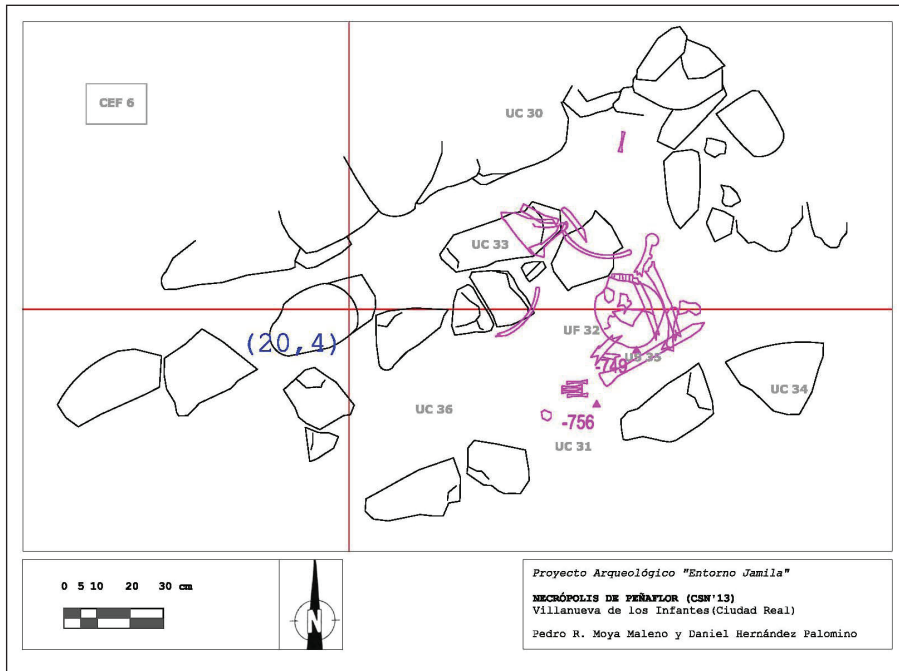 CEF 6
UC 30
UC 33
(20,4)
UF 32
-749
UC 34
UC 36
-756
UC 31
0 5 10 20 30 cm
N
Proyecto Arqueológico "Entorno Jamila"
NECRÓPOLIS DE PEÑAFLOR (CSN'13)
Villanueva de los Infantes(Ciudad Real)
Pedro R. Moya Maleno y Daniel Hernández Palomino